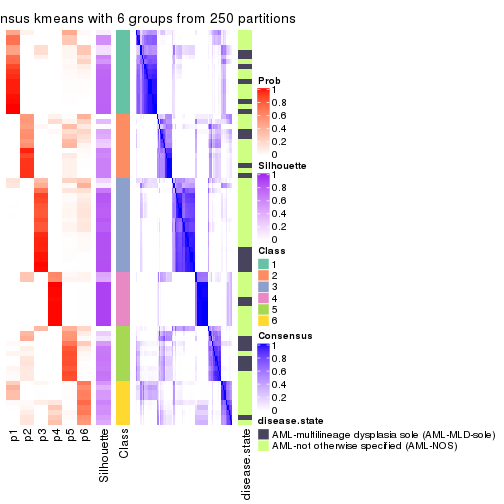 nsus kmeans with 6 groups from 250 partitions
Prob
1
0.8
0.6
0.4
0.2
0
Silhouette
1
0.8
0.6
0.4
0.2
0
Class
1
2
3
4
5
6
Consensus
1
0.8
0.6
0.4
0.2
0
disease.state
AML-multilineage dysplasia sole (AML-MLD-sole)
AML-not otherwise specified (AML-NOS)
p1
p2
p3
p4
p5
p6
Silhouette
Class
disease.state